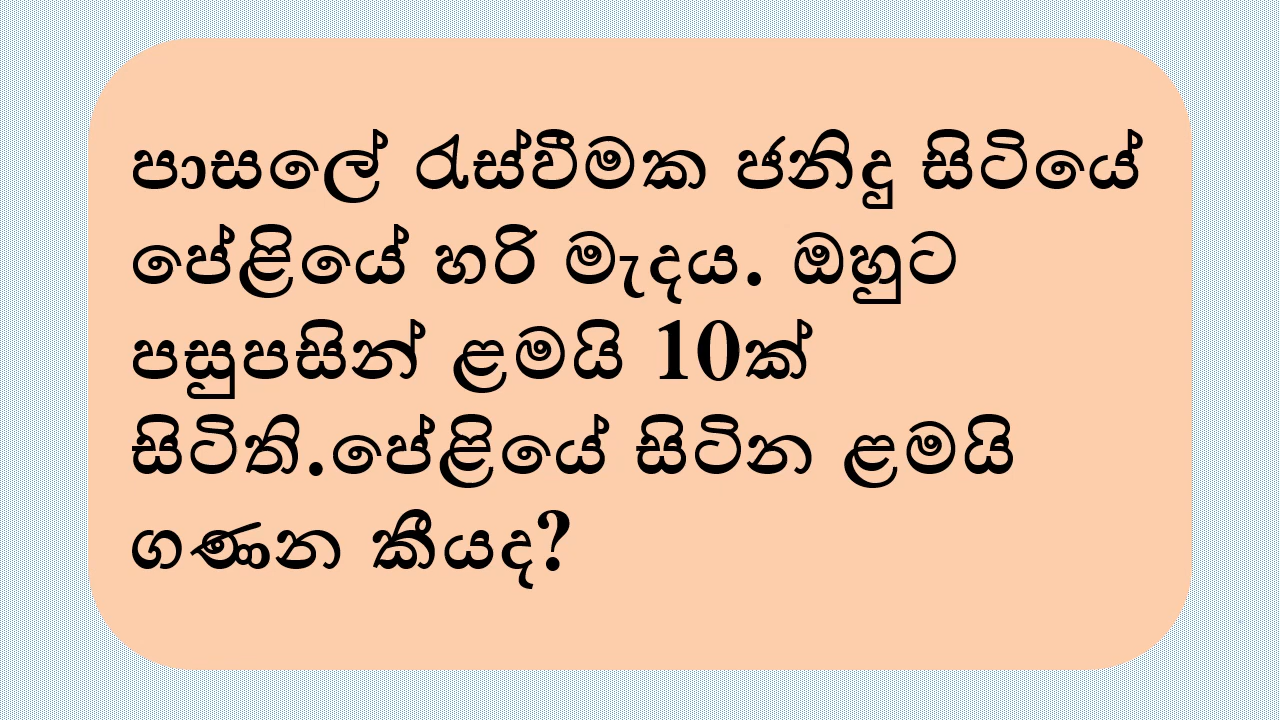 පාසලේ රැස්වීමක ජනිදු සිටියේ
පේළියේ හරි මැදය. ඔහුට
පසුපසින් ළමයි 10ක්
සිටිති.පේළියේ සිටින ළමයි
ගණන කීයද?